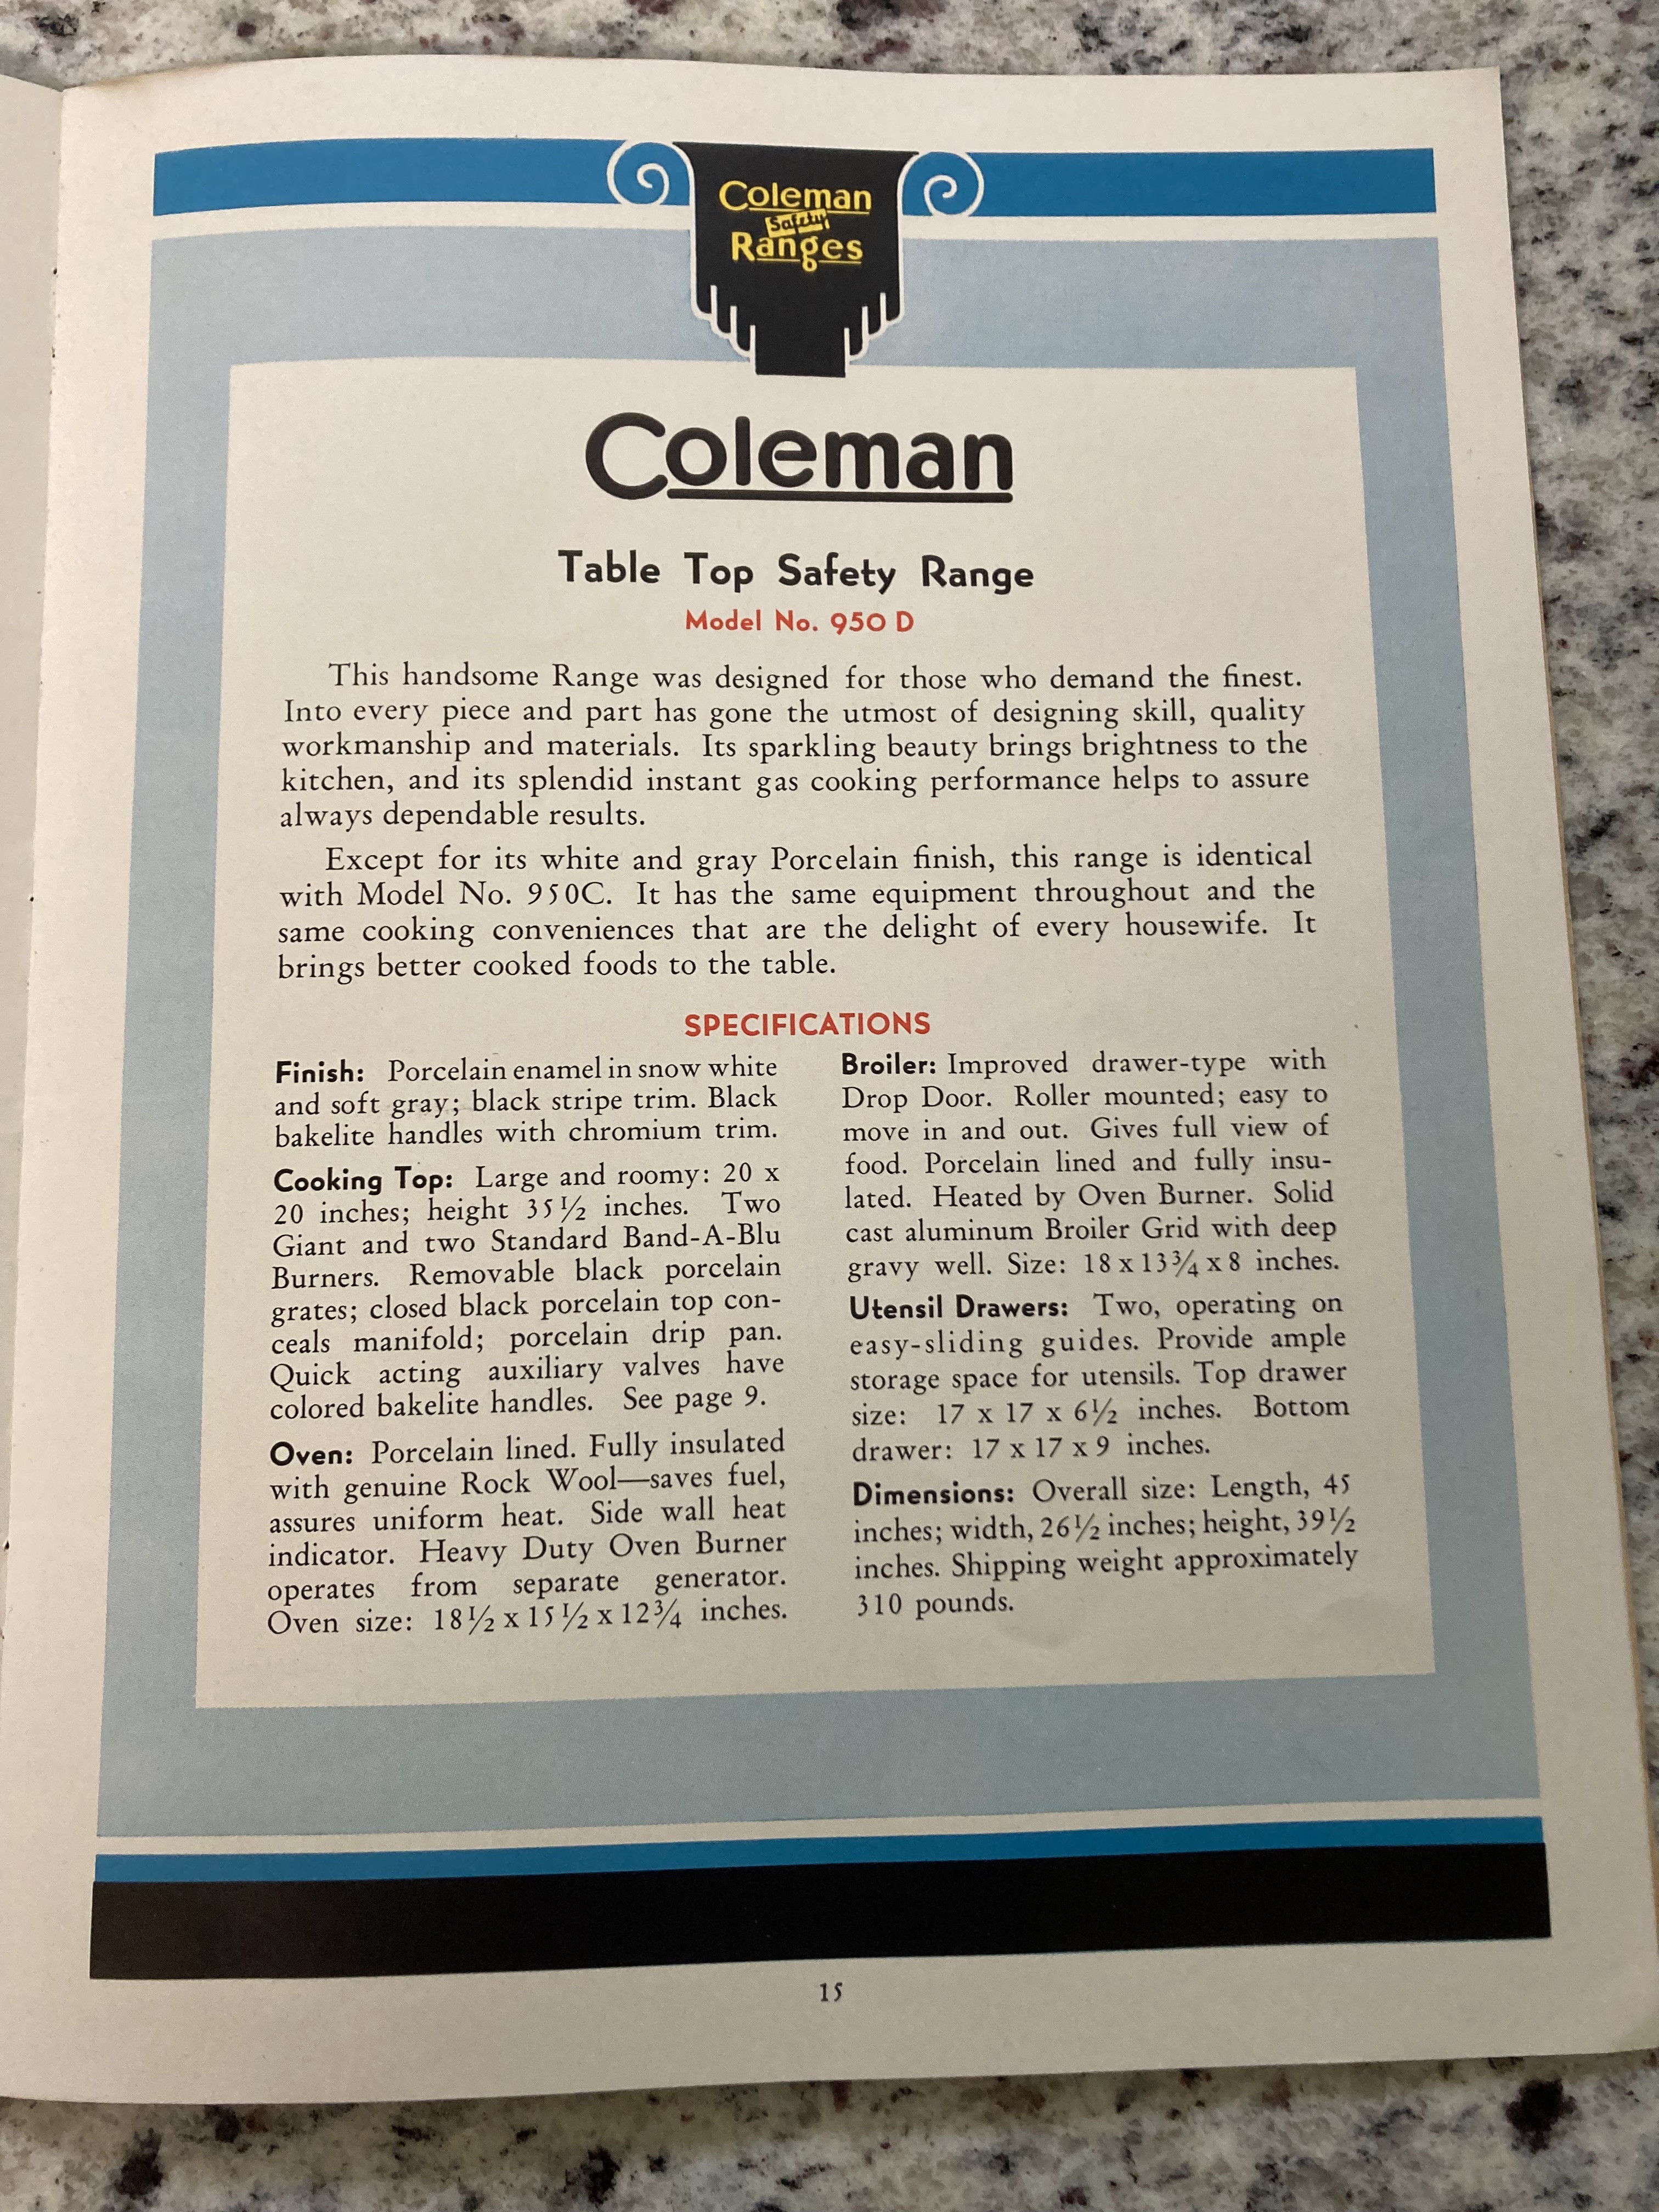 Coleman
Safety
Ranges
Coleman
Table Top Safety Range
Model No. 950 D
This handsome Range was designed for those who demand the finest.
Into every piece and part has gone the utmost of designing skill, quality
workmanship and materials. Its sparkling beauty brings brightness to the
kitchen, and its splendid instant gas cooking performance helps to assure
always dependable results.
Except for its white and gray Porcelain finish, this range is identical
with Model No. 950C. It has the same equipment throughout and the
same cooking conveniences that are the delight of every housewife. It
brings better cooked foods to the table.
SPECIFICATIONS
Finish: Porcelain enamel in snow white
and soft gray; black stripe trim. Black
bakelite handles with chromium trim.
Cooking Top: Large and roomy: 20 x
20 inches; height 35½ inches. Two
Giant and two Standard Band-A-Blu
Burners. Removable black porcelain
grates; closed black porcelain top con-
ceals manifold; porcelain drip pan.
Quick acting auxiliary valves have
colored bakelite handles. See page 9.
Oven: Porcelain lined. Fully insulated
with genuine Rock Wool—saves fuel,
assures uniform heat. Side wall heat
indicator. Heavy Duty Oven Burner
operates from separate generator.
Oven size: 18½ x 15½ x 12¾ inches.
Broiler: Improved drawer-type with
Drop Door. Roller mounted; easy to
move in and out. Gives full view of
food. Porcelain lined and fully insu-
lated. Heated by Oven Burner. Solid
cast aluminum Broiler Grid with deep
gravy well. Size: 18 x 13¾ x 8 inches.
Utensil Drawers: Two, operating on
easy-sliding guides. Provide ample
storage space for utensils. Top drawer
size: 17 x 17 x 6½ inches. Bottom
drawer: 17 x 17 x 9 inches.
Dimensions: Overall size: Length, 45
inches; width, 26½ inches; height, 39½
inches. Shipping weight approximately
310 pounds.
15